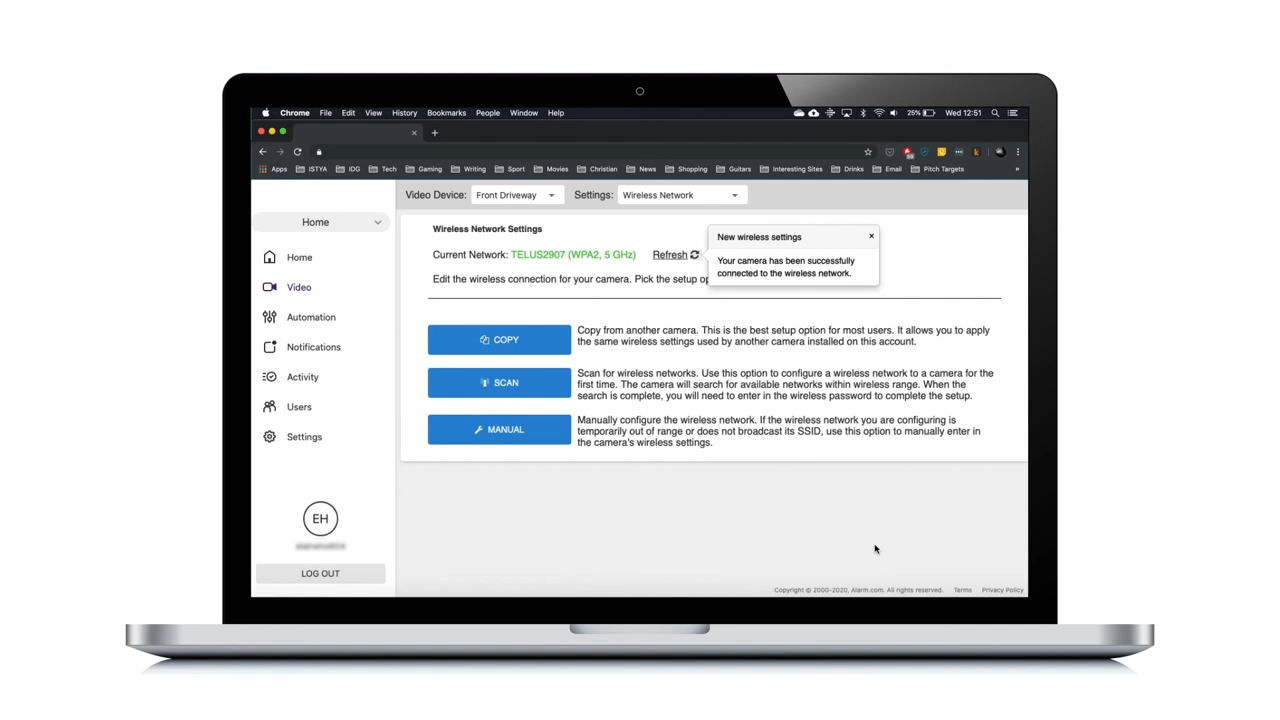 Chrome File Edit View History Bookmarks People Window Help 25% Wed 12:51
Apps ISTYA IDG Tech Gaming Writing Sport Movies Christian News Shopping Guitars Interesting Sites Drinks Email Pitch Targets »
Video Device: Front Driveway Settings: Wireless Network
Home
Home
Video
Automation
Notifications
Activity
Users
Settings
EH
LOG OUT
Wireless Network Settings
Current Network: TELUS2907 (WPA2, 5 GHz) Refresh
Edit the wireless connection for your camera. Pick the setup
New wireless settings ×
Your camera has been successfully
connected to the wireless network.
COPY
Copy from another camera. This is the best setup option for most users. It allows you to apply
the same wireless settings used by another camera installed on this account.
SCAN
Scan for wireless networks. Use this option to configure a wireless network to a camera for the
first time. The camera will search for available networks within wireless range. When the
search is complete, you will need to enter in the wireless password to complete the setup.
MANUAL
Manually configure the wireless network. If the wireless network you are configuring is
temporarily out of range or does not broadcast its SSID, use this option to manually enter in
the camera's wireless settings.
Copyright © 2000-2020, Alarm.com. All rights reserved. Terms Privacy Policy